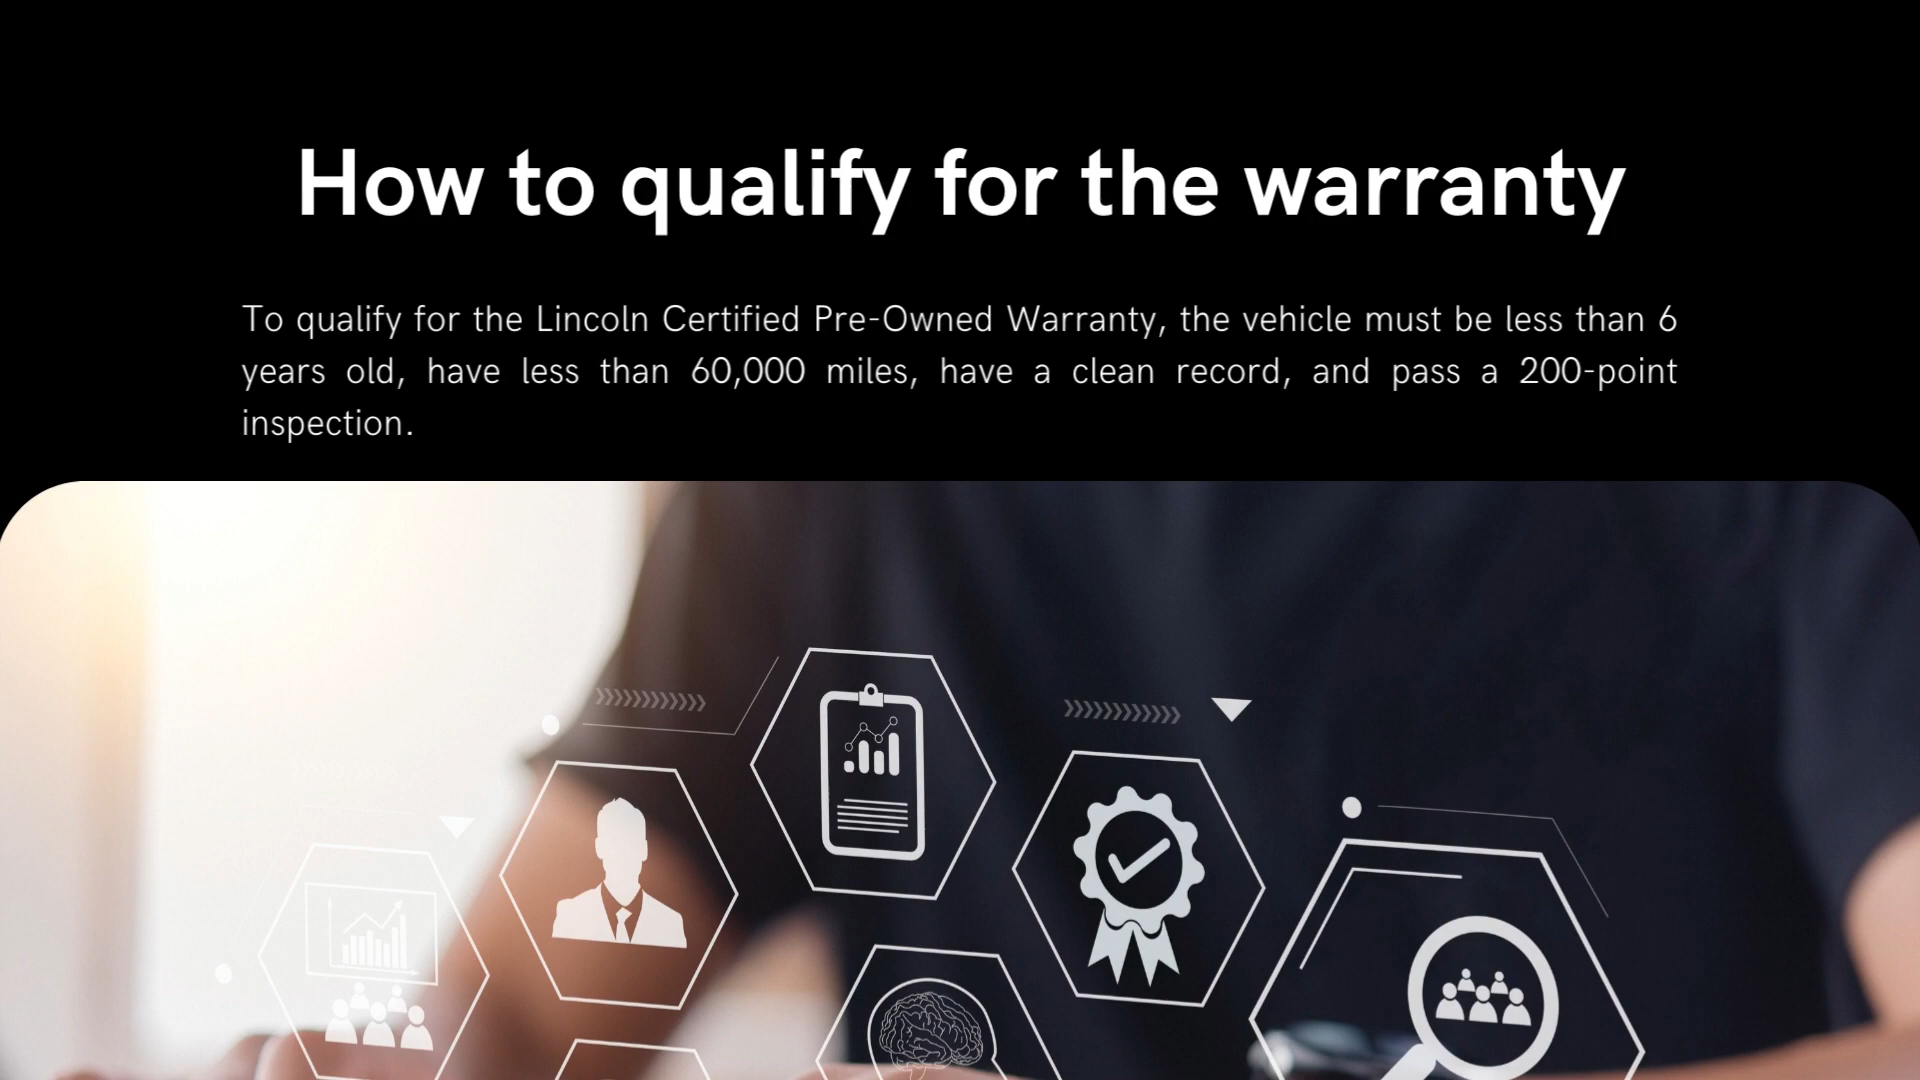 How to qualify for the warranty
To qualify for the Lincoln Certified Pre-Owned Warranty, the vehicle must be less than 6
years old, have less than 60,000 miles, have a clean record, and pass a 200-point
inspection.